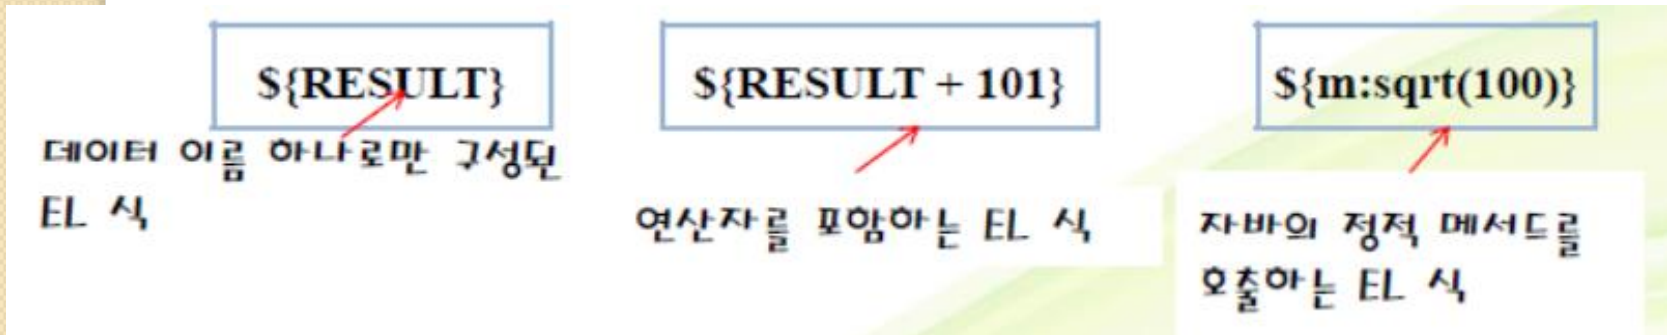 ${RESULT}
데이터 이름 하나로만 구성된
EL 식
${RESULT + 101}
연산자를 포함하는 EL 식
${m:sqrt(100)}
자바의 정적 메서드를
호출하는 EL 식